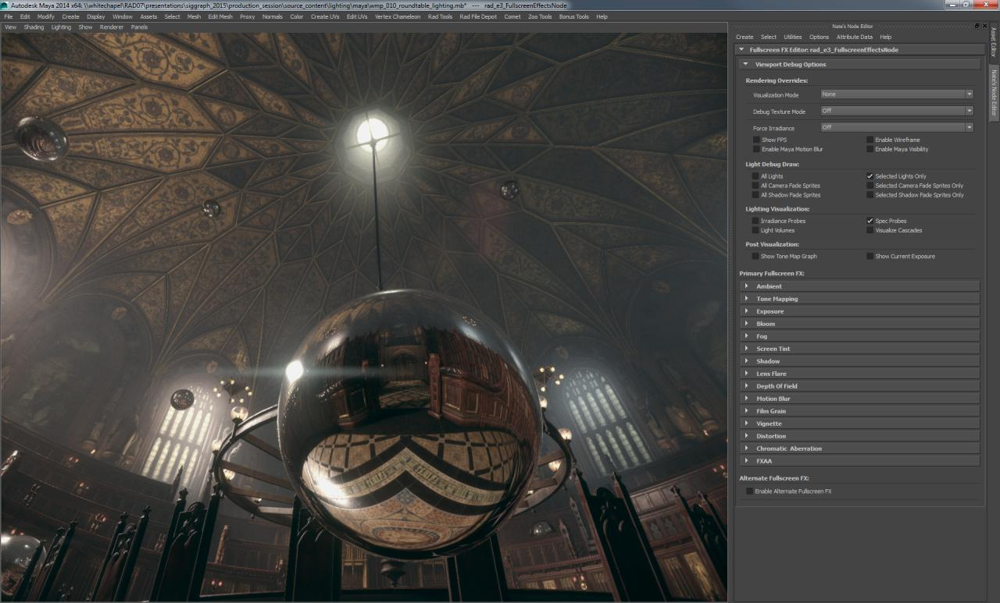 Autodesk Maya 2014 x64: \\whitechapel\RAD07\presentations\siggraph_2015\production_session\source_content\lighting\maya\wmp_010_roundtable_lighting.mb* --- rad_e3_FullscreenEffectsNode
File Edit Modify Create Display Window Assets Select Mesh Edit Mesh Proxy Normals Color Create UVs Edit UVs Vertex Chameleon Rad Tools Rad File Depot Comet Zoo Tools Bonus Tools Help
View Shading Lighting Show Renderer Panels
Nate's Node Editor
Create Select Utilities Options Attribute Data Help
Fullscreen FX Editor: rad_e3_FullscreenEffectsNode
Viewport Debug Options
Rendering Overrides:
Visualization Mode None
Debug Texture Mode Off
Force Irradiance Off
Show FPS Enable Wireframe
Enable Maya Motion Blur Enable Maya Visibility
Light Debug Draw:
All Lights Selected Lights Only
All Camera Fade Sprites Selected Camera Fade Sprites Only
All Shadow Fade Sprites Selected Shadow Fade Sprites Only
Lighting Visualization:
Irradiance Probes Spec Probes
Light Volumes Visualize Cascades
Post Visualization:
Show Tone Map Graph Show Current Exposure
Primary Fullscreen FX:
Ambient
Tone Mapping
Exposure
Bloom
Fog
Screen Tint
Shadow
Lens Flare
Depth Of Field
Motion Blur
Film Grain
Vignette
Distortion
Chromatic Aberration
FXAA
Alternate Fullscreen FX:
Enable Alternate Fullscreen FX
Asset Editor
Nate's Node Editor